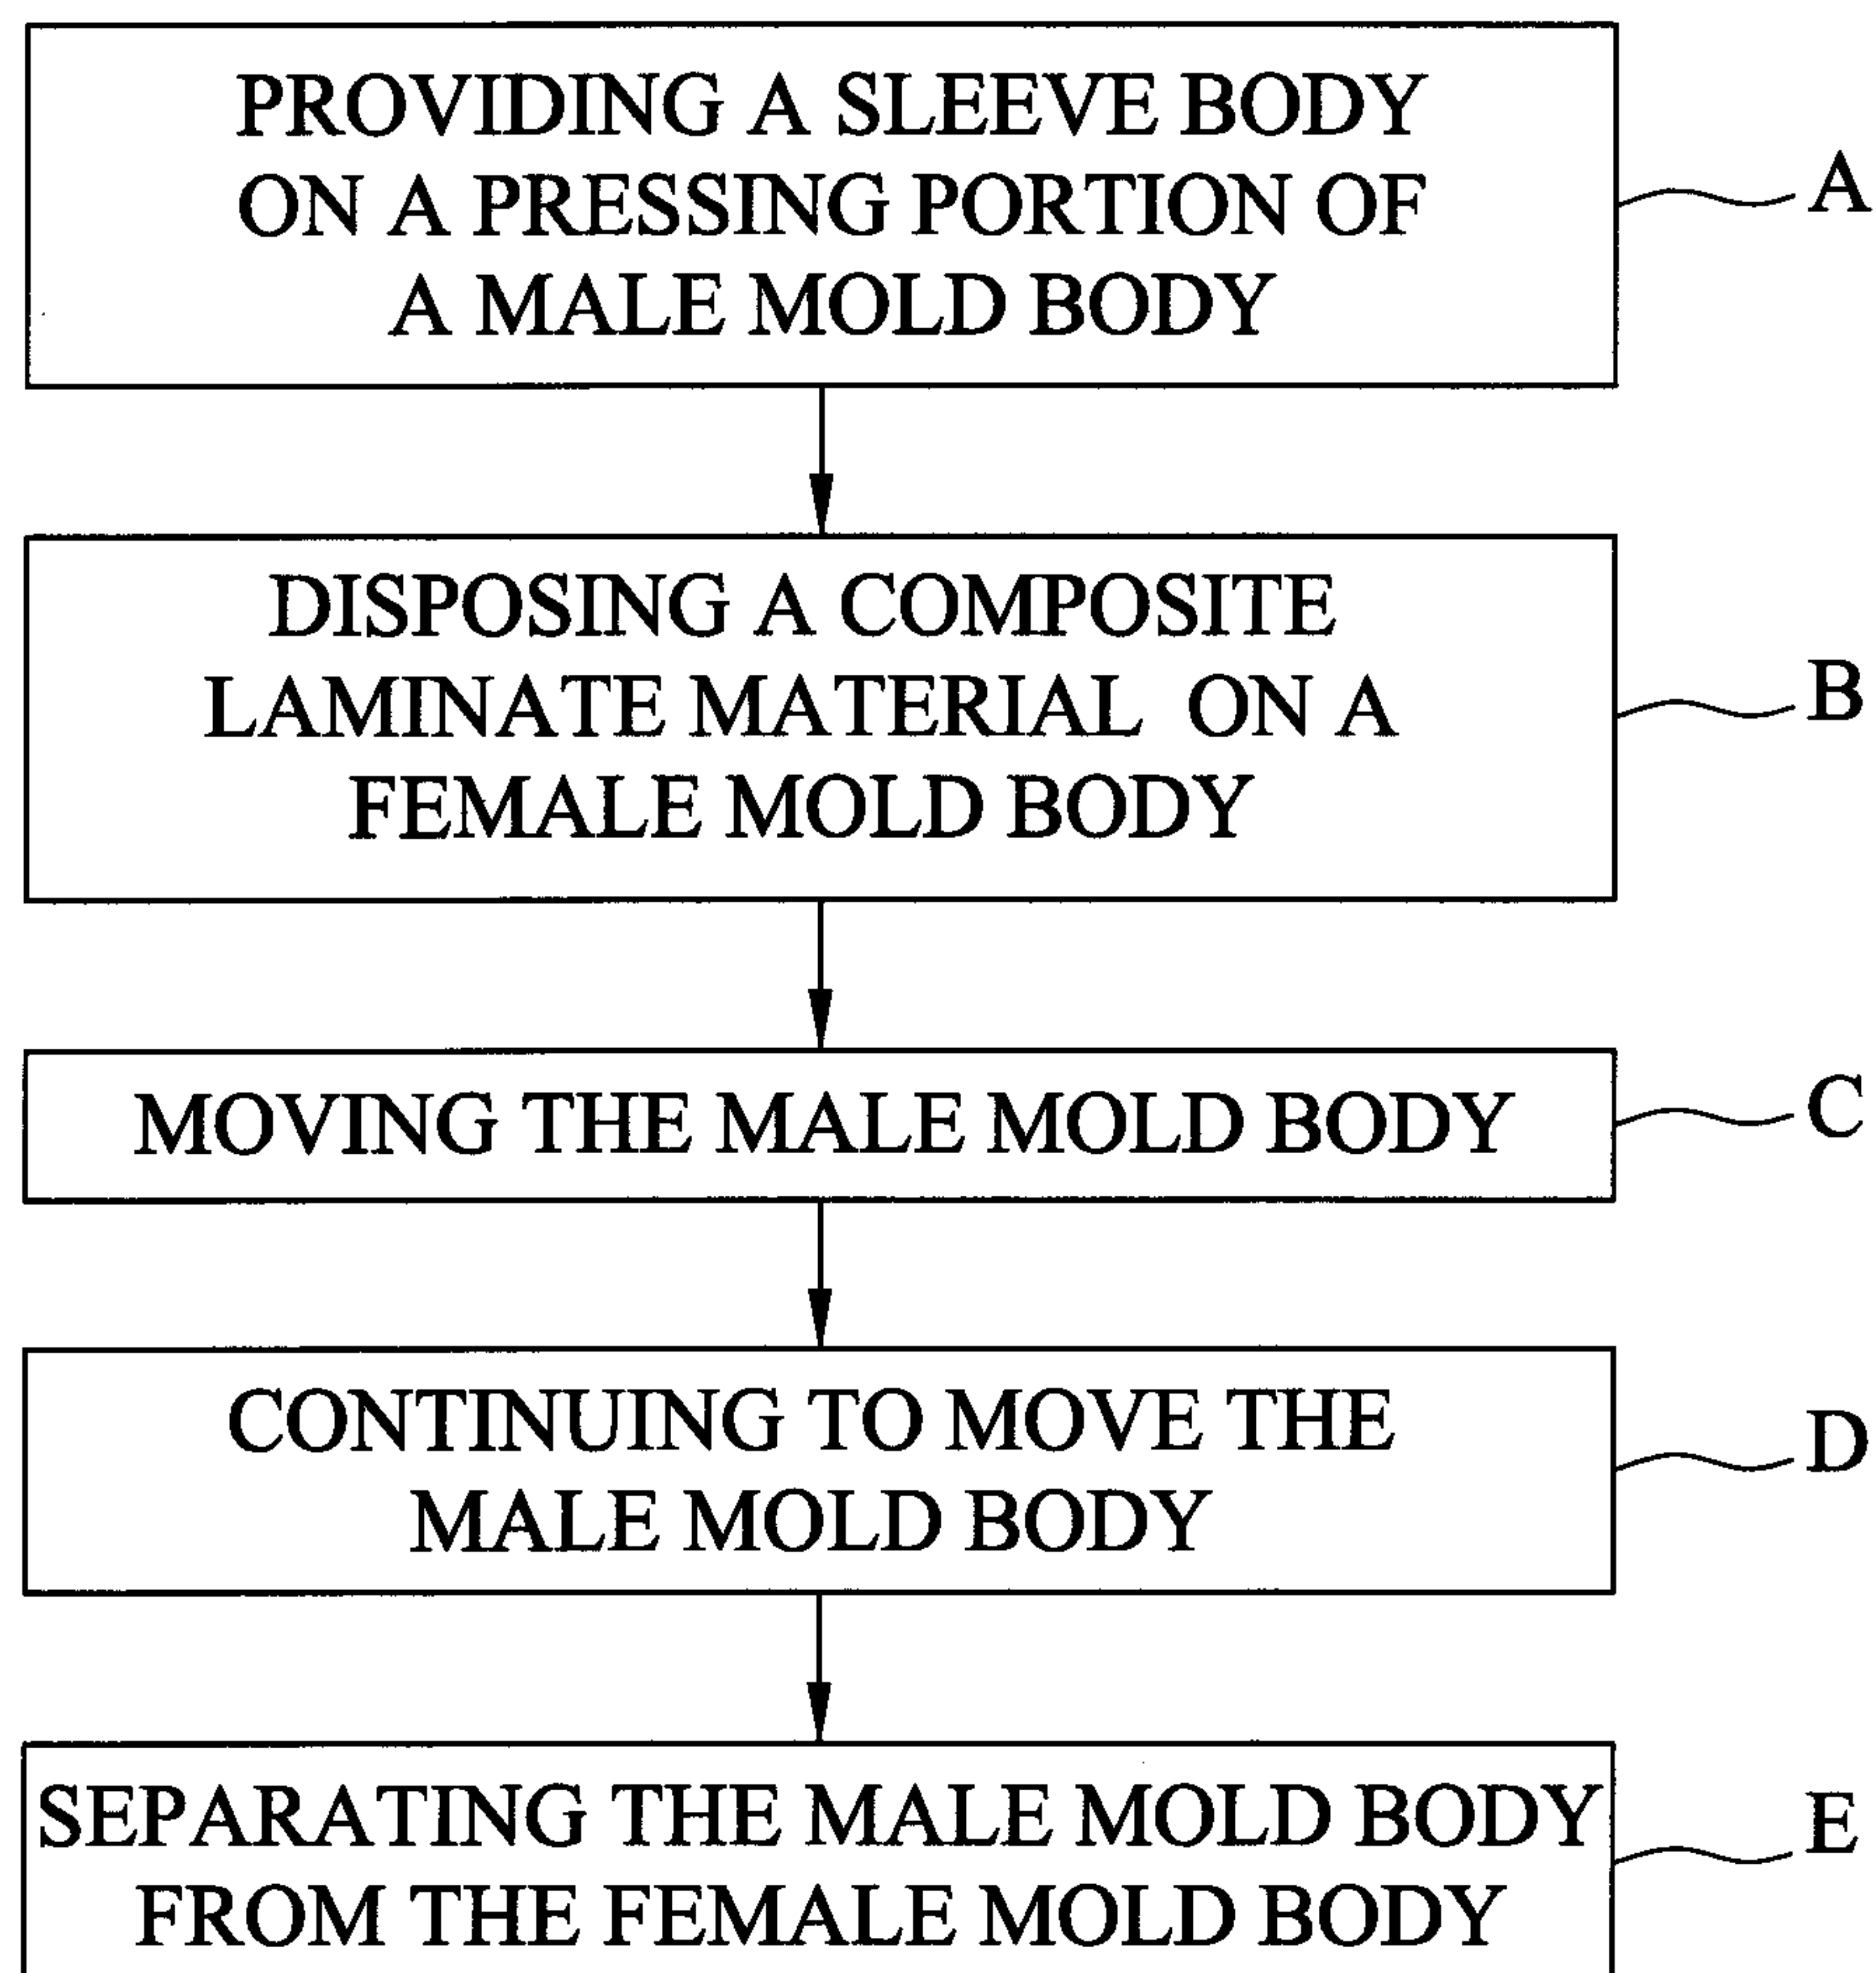 PROVIDING A SLEEVE BODY
ON A PRESSING PORTION OF
A MALE MOLD BODY
A
DISPOSING A COMPOSITE
LAMINATE MATERIAL ON A
FEMALE MOLD BODY
B
MOVING THE MALE MOLD BODY
C
CONTINUING TO MOVE THE
MALE MOLD BODY
D
SEPARATING THE MALE MOLD BODY
FROM THE FEMALE MOLD BODY
E